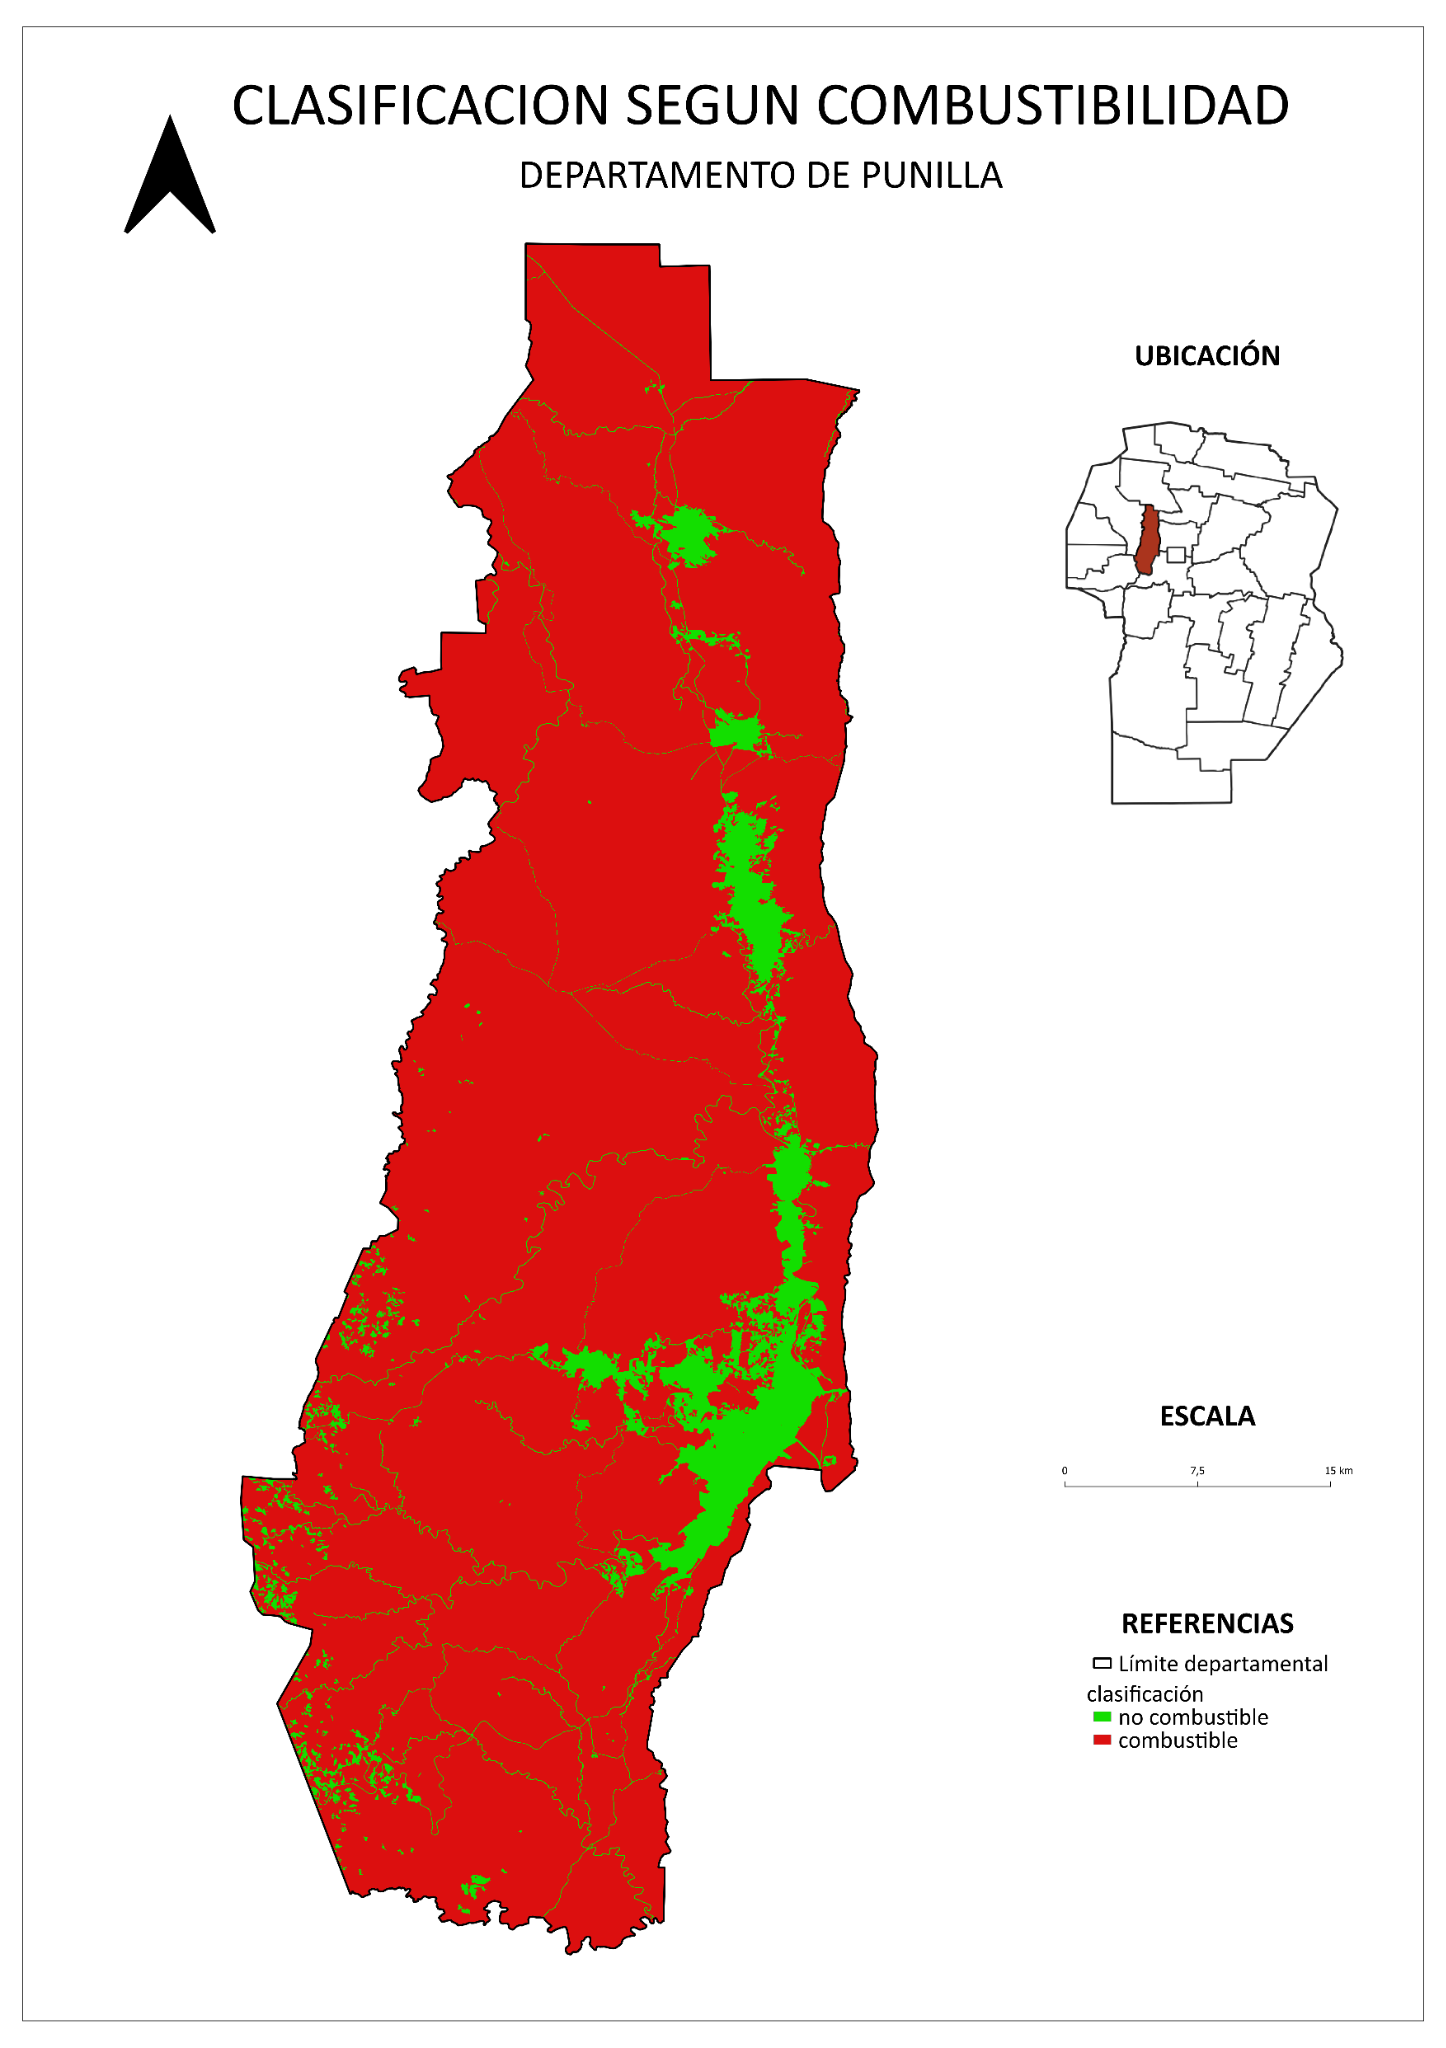 CLASIFICACION SEGUN COMBUSTIBILIDAD
DEPARTAMENTO DE PUNILLA
UBICACIÓN
ESCALA
0 7,5 15 km
REFERENCIAS
Límite departamental
clasificación
no combustible
combustible